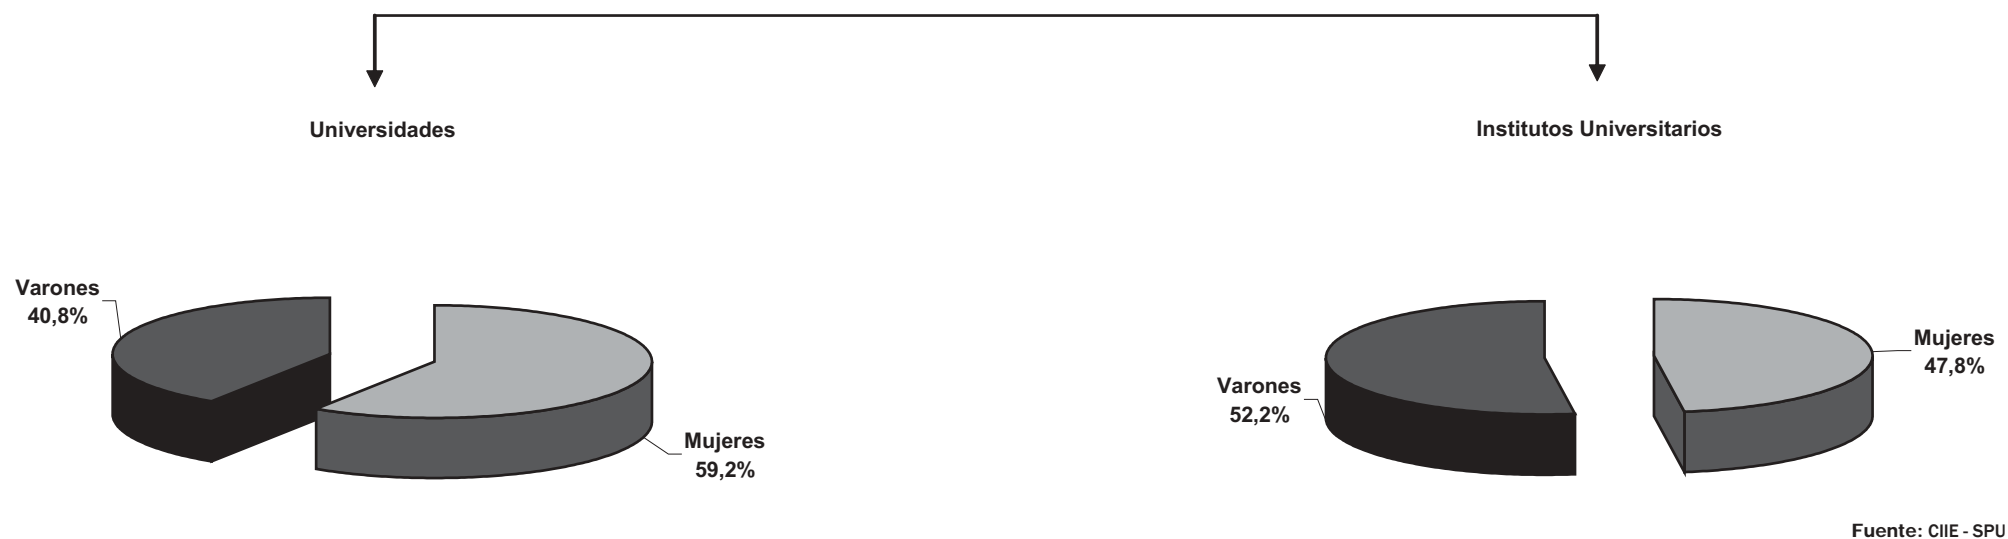 Universidades
Institutos Universitarios
Varones
40,8%
Mujeres
59,2%
Varones
52,2%
Mujeres
47,8%
Fuente: CIIE - SPU